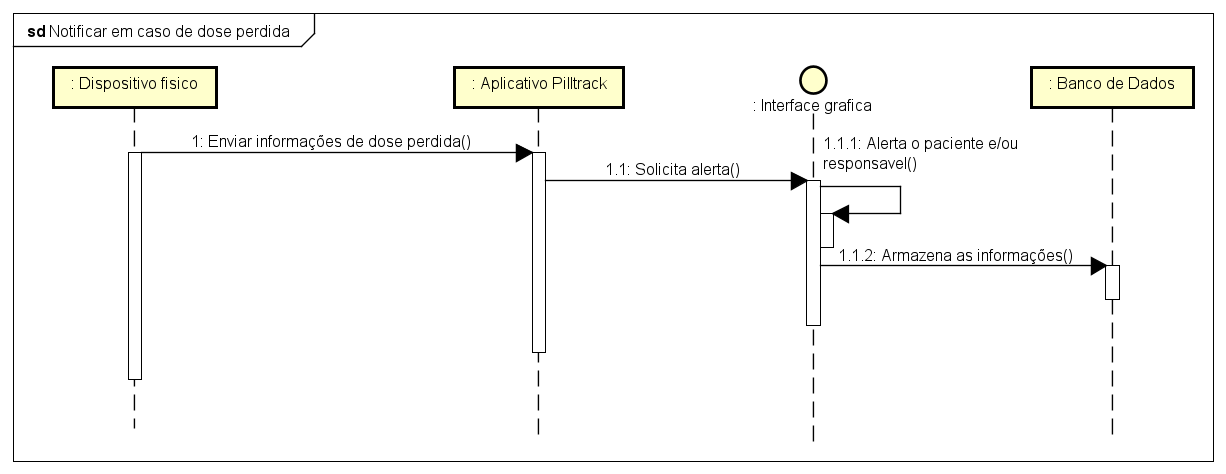 sd Notificar em caso de dose perdida
: Dispositivo fisico
: Aplicativo Pilltrack
: Interface grafica
: Banco de Dados
1: Enviar informações de dose perdida()
1.1: Solicita alerta()
1.1.1: Alerta o paciente e/ou
responsavel()
1.1.2: Armazena as informações()